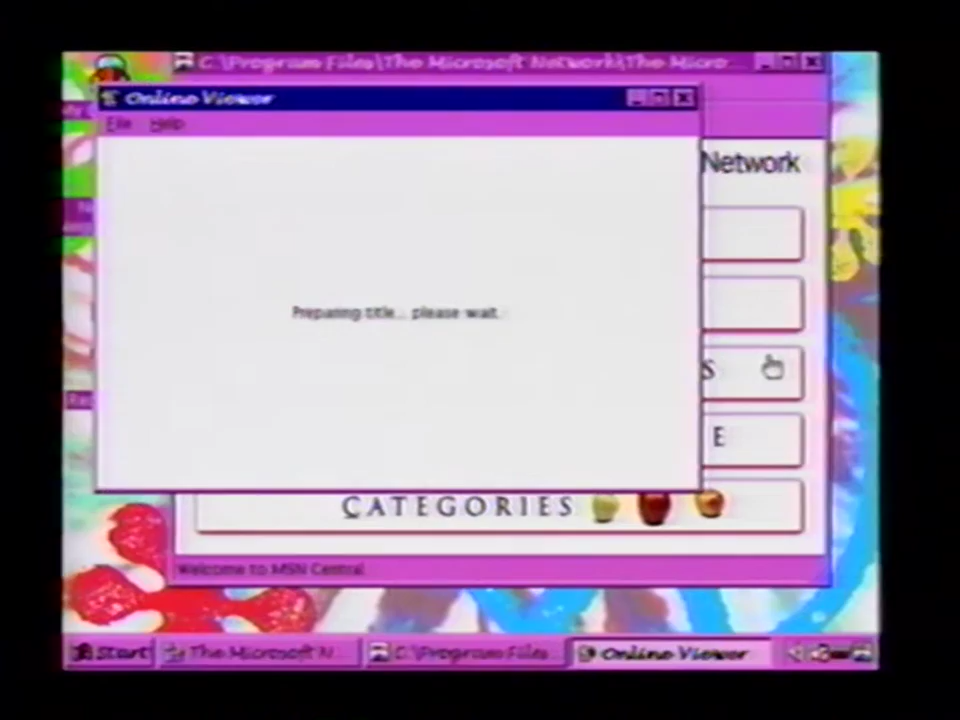 C:\Program Files\The Microsoft Network\The Micro...
Online Viewer
File Help
Network
Preparing title... please wait.
S
E
CATEGORIES
Welcome to MSN Central
Start
The Microsoft N...
C:\Program Files...
Online Viewer